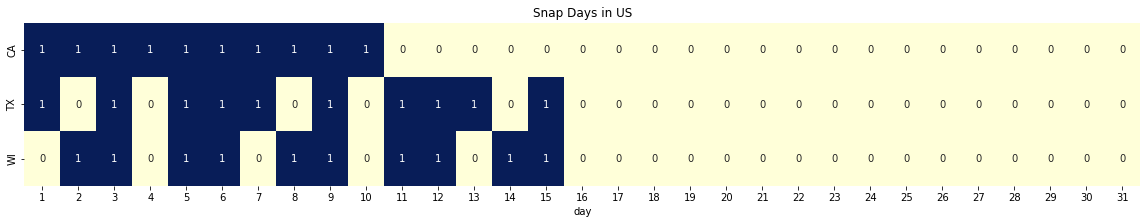 Snap Days in US
CA 1 1 1 1 1 1 1 1 1 1 0 0 0 0 0 0 0 0 0 0 0 0 0 0 0 0 0 0 0 0 0
TX 1 0 1 0 1 1 1 0 1 0 1 1 1 0 1 0 0 0 0 0 0 0 0 0 0 0 0 0 0 0 0
WI 0 1 1 0 1 1 0 1 1 0 1 1 0 1 1 0 0 0 0 0 0 0 0 0 0 0 0 0 0 0 0
1 2 3 4 5 6 7 8 9 10 11 12 13 14 15 16 17 18 19 20 21 22 23 24 25 26 27 28 29 30 31
day